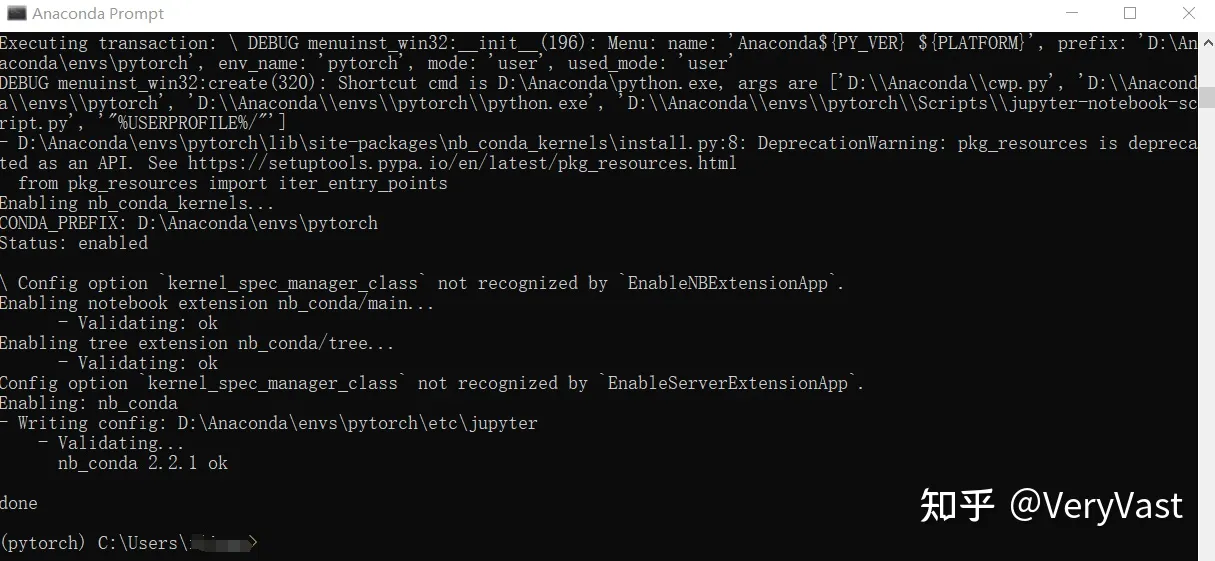 Anaconda Prompt
Executing transaction: \ DEBUG menuinst_win32:__init__(196): Menu: name: 'Anaconda${PY_VER} ${PLATFORM}', prefix: 'D:\An
aconda\envs\pytorch', env_name: 'pytorch', mode: 'user', used_mode: 'user'
DEBUG menuinst_win32:create(320): Shortcut cmd is D:\Anaconda\python.exe, args are ['D:\\Anaconda\\cwp.py', 'D:\\Anacond
a\\envs\\pytorch', 'D:\\Anaconda\\envs\\pytorch\\python.exe', 'D:\\Anaconda\\envs\\pytorch\\Scripts\\jupyter-notebook-sc
ript.py', '"%USERPROFILE%/"']
- D:\Anaconda\envs\pytorch\lib\site-packages\nb_conda_kernels\install.py:8: DeprecationWarning: pkg_resources is depreca
ted as an API. See https://setuptools.pypa.io/en/latest/pkg_resources.html
  from pkg_resources import iter_entry_points
Enabling nb_conda_kernels...
CONDA_PREFIX: D:\Anaconda\envs\pytorch
Status: enabled
\ Config option `kernel_spec_manager_class` not recognized by `EnableNBExtensionApp`.
Enabling notebook extension nb_conda/main...
      - Validating: ok
Enabling tree extension nb_conda/tree...
      - Validating: ok
Config option `kernel_spec_manager_class` not recognized by `EnableServerExtensionApp`.
Enabling: nb_conda
- Writing config: D:\Anaconda\envs\pytorch\etc\jupyter
    - Validating...
      nb_conda 2.2.1 ok
done
知乎 @VeryVast
(pytorch) C:\Users\ >